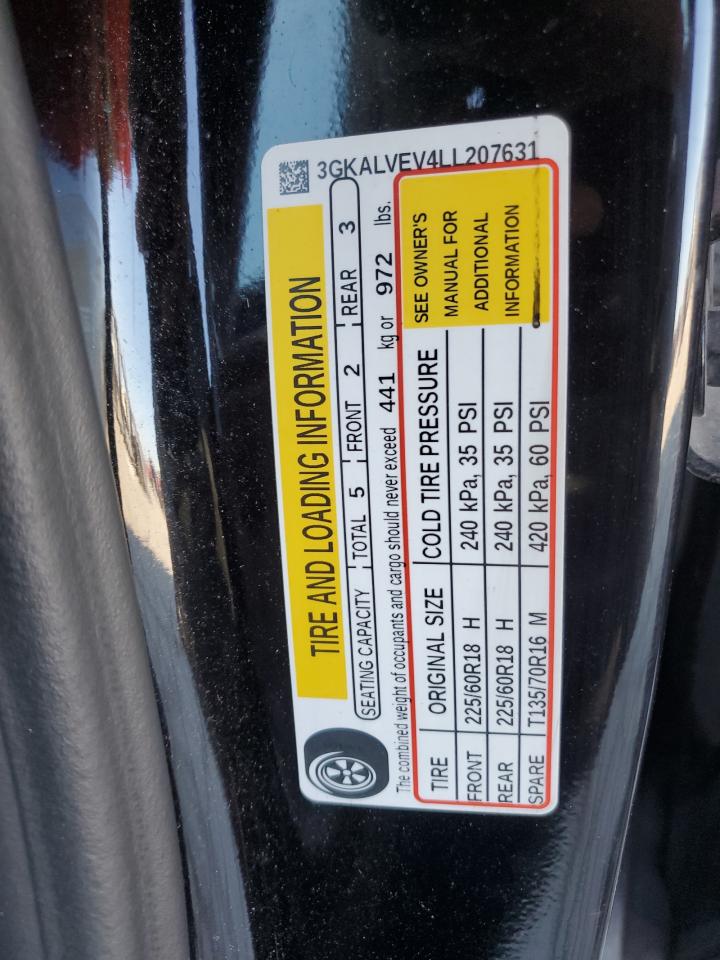 3GKALVEV4LL207631
TIRE AND LOADING INFORMATION
SEATING CAPACITY TOTAL 5 FRONT 2 REAR 3
The combined weight of occupants and cargo should never exceed 441 kg or 972 lbs.
TIRE ORIGINAL SIZE COLD TIRE PRESSURE
FRONT 225/60R18 H 240 kPa, 35 PSI
REAR 225/60R18 H 240 kPa, 35 PSI
SPARE T135/70R16 M 420 kPa, 60 PSI
SEE OWNER'S
MANUAL FOR
ADDITIONAL
INFORMATION